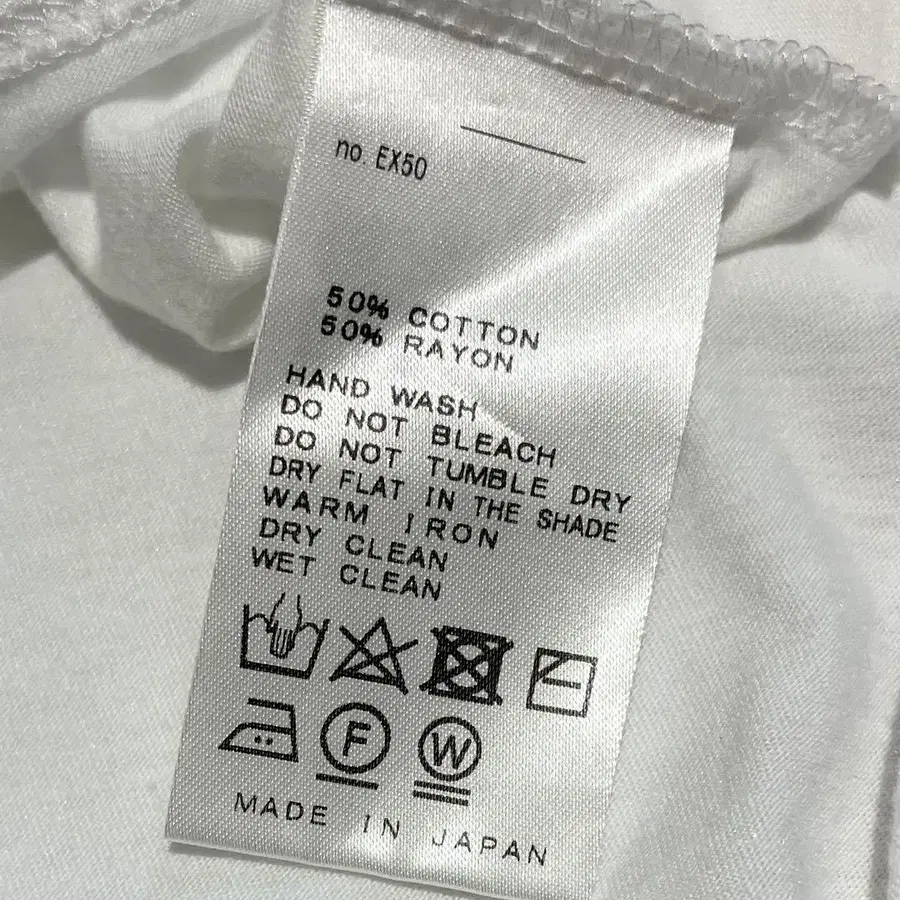 no. EX50
50% COTTON
50% RAYON
HAND WASH
DO NOT BLEACH
DO NOT TUMBLE DRY
DRY FLAT IN THE SHADE
WARM IRON
DRY CLEAN
WET CLEAN
F W
MADE IN JAPAN